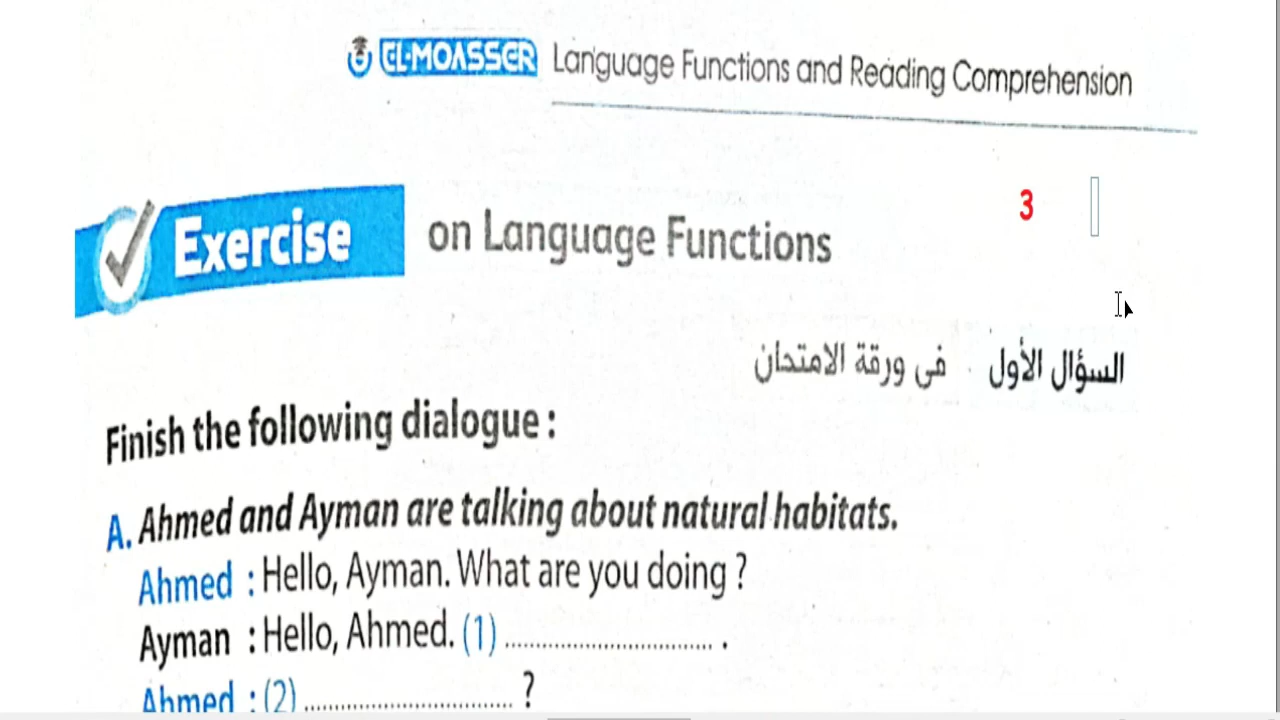 EL-MOASSER Language Functions and Reading Comprehension
Exercise on Language Functions 3
السؤال الأول فى ورقة الامتحان
Finish the following dialogue :
A. Ahmed and Ayman are talking about natural habitats.
Ahmed : Hello, Ayman. What are you doing ?
Ayman : Hello, Ahmed. (1) .................................. .
Ahmed : (2) .................................. ?